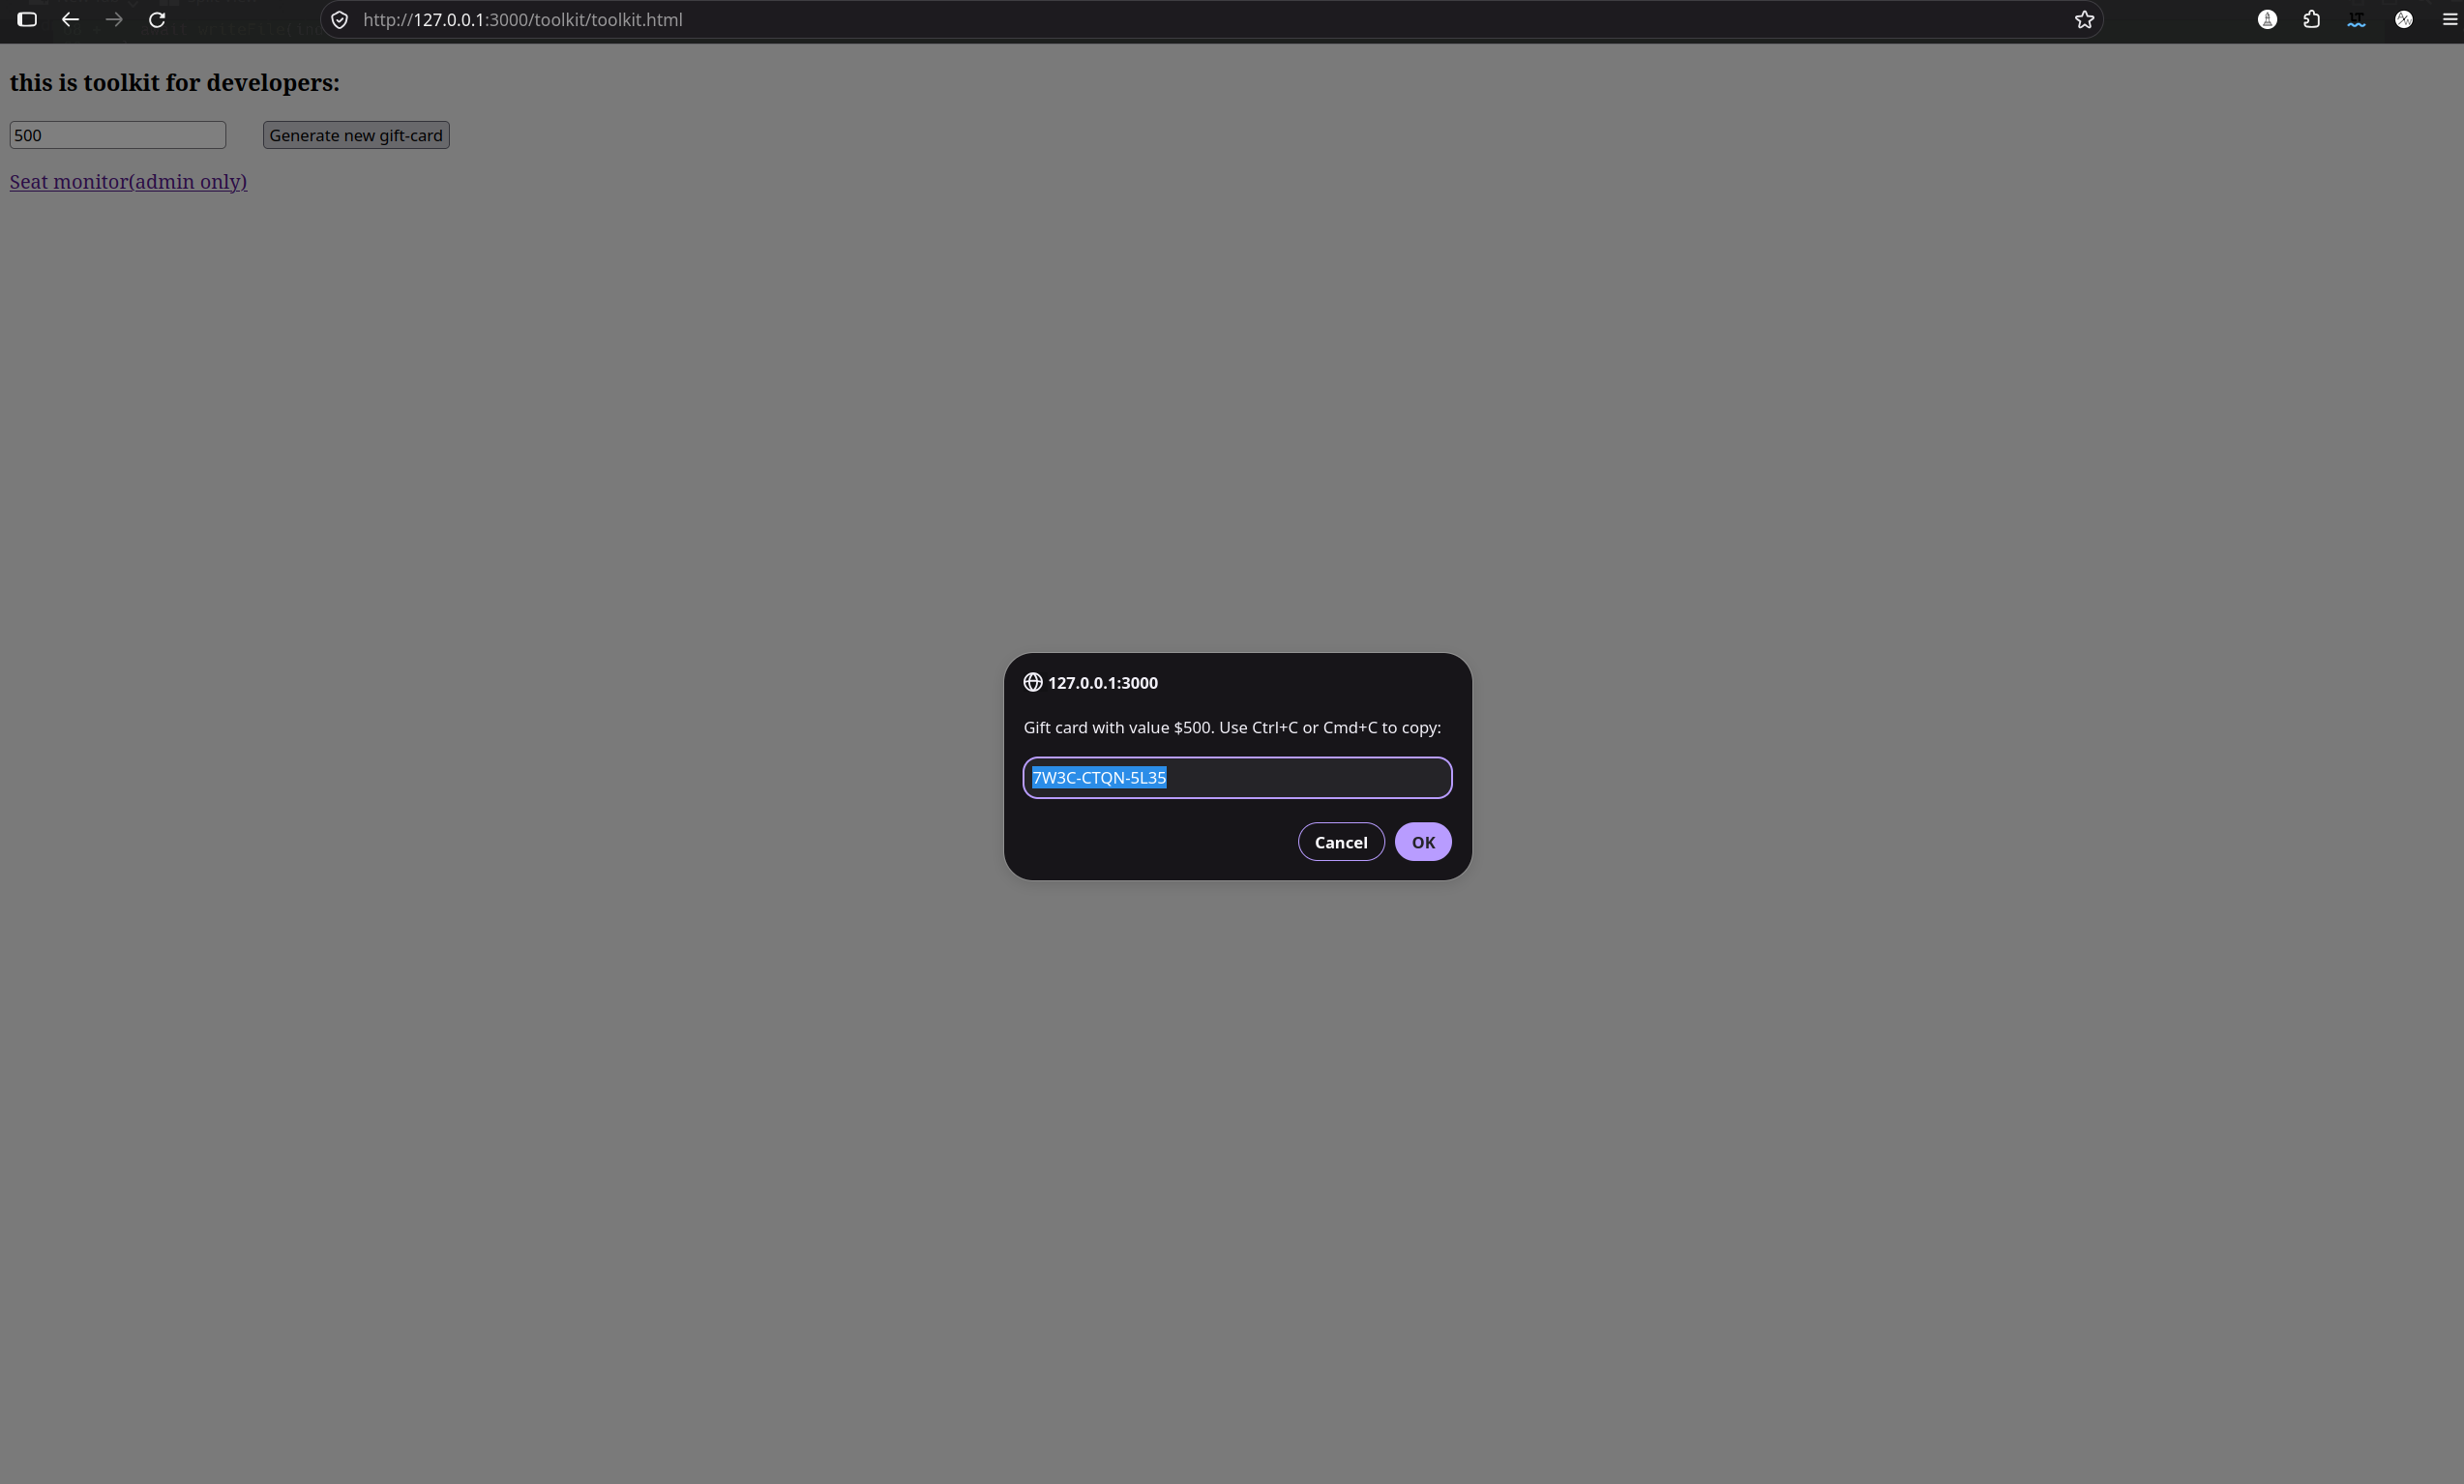 http://127.0.0.1:3000/toolkit/toolkit.html
this is toolkit for developers:
500
Generate new gift-card
Seat monitor(admin only)
127.0.0.1:3000
Gift card with value $500. Use Ctrl+C or Cmd+C to copy:
7W3C-CTQN-5L35
Cancel
OK